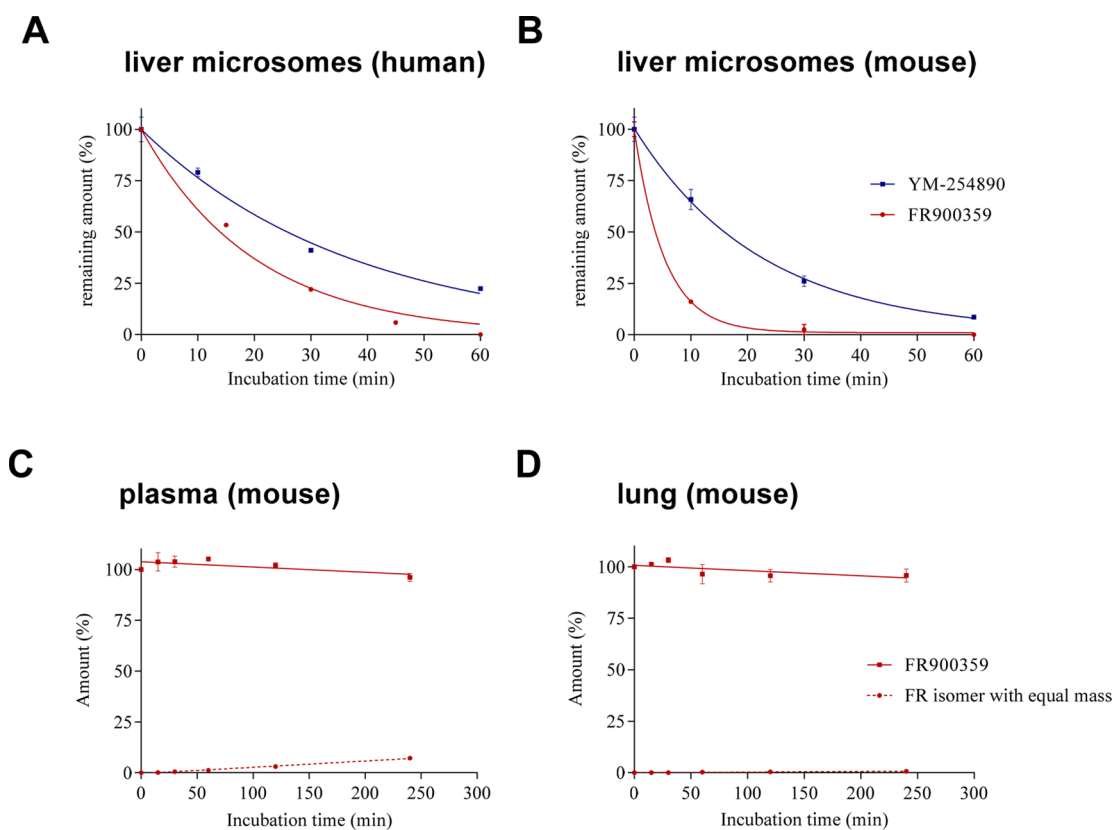 A
liver microsomes (human)
remaining amount (%)
100
75
50
25
0
0 10 20 30 40 50 60
Incubation time (min)
B
liver microsomes (mouse)
remaining amount (%)
100
75
50
25
0
0 10 20 30 40 50 60
Incubation time (min)
YM-254890
FR900359
C
plasma (mouse)
Amount (%)
100
75
50
25
0
0 50 100 150 200 250 300
Incubation time (min)
D
lung (mouse)
Amount (%)
100
75
50
25
0
0 50 100 150 200 250 300
Incubation time (min)
FR900359
FR isomer with equal mass